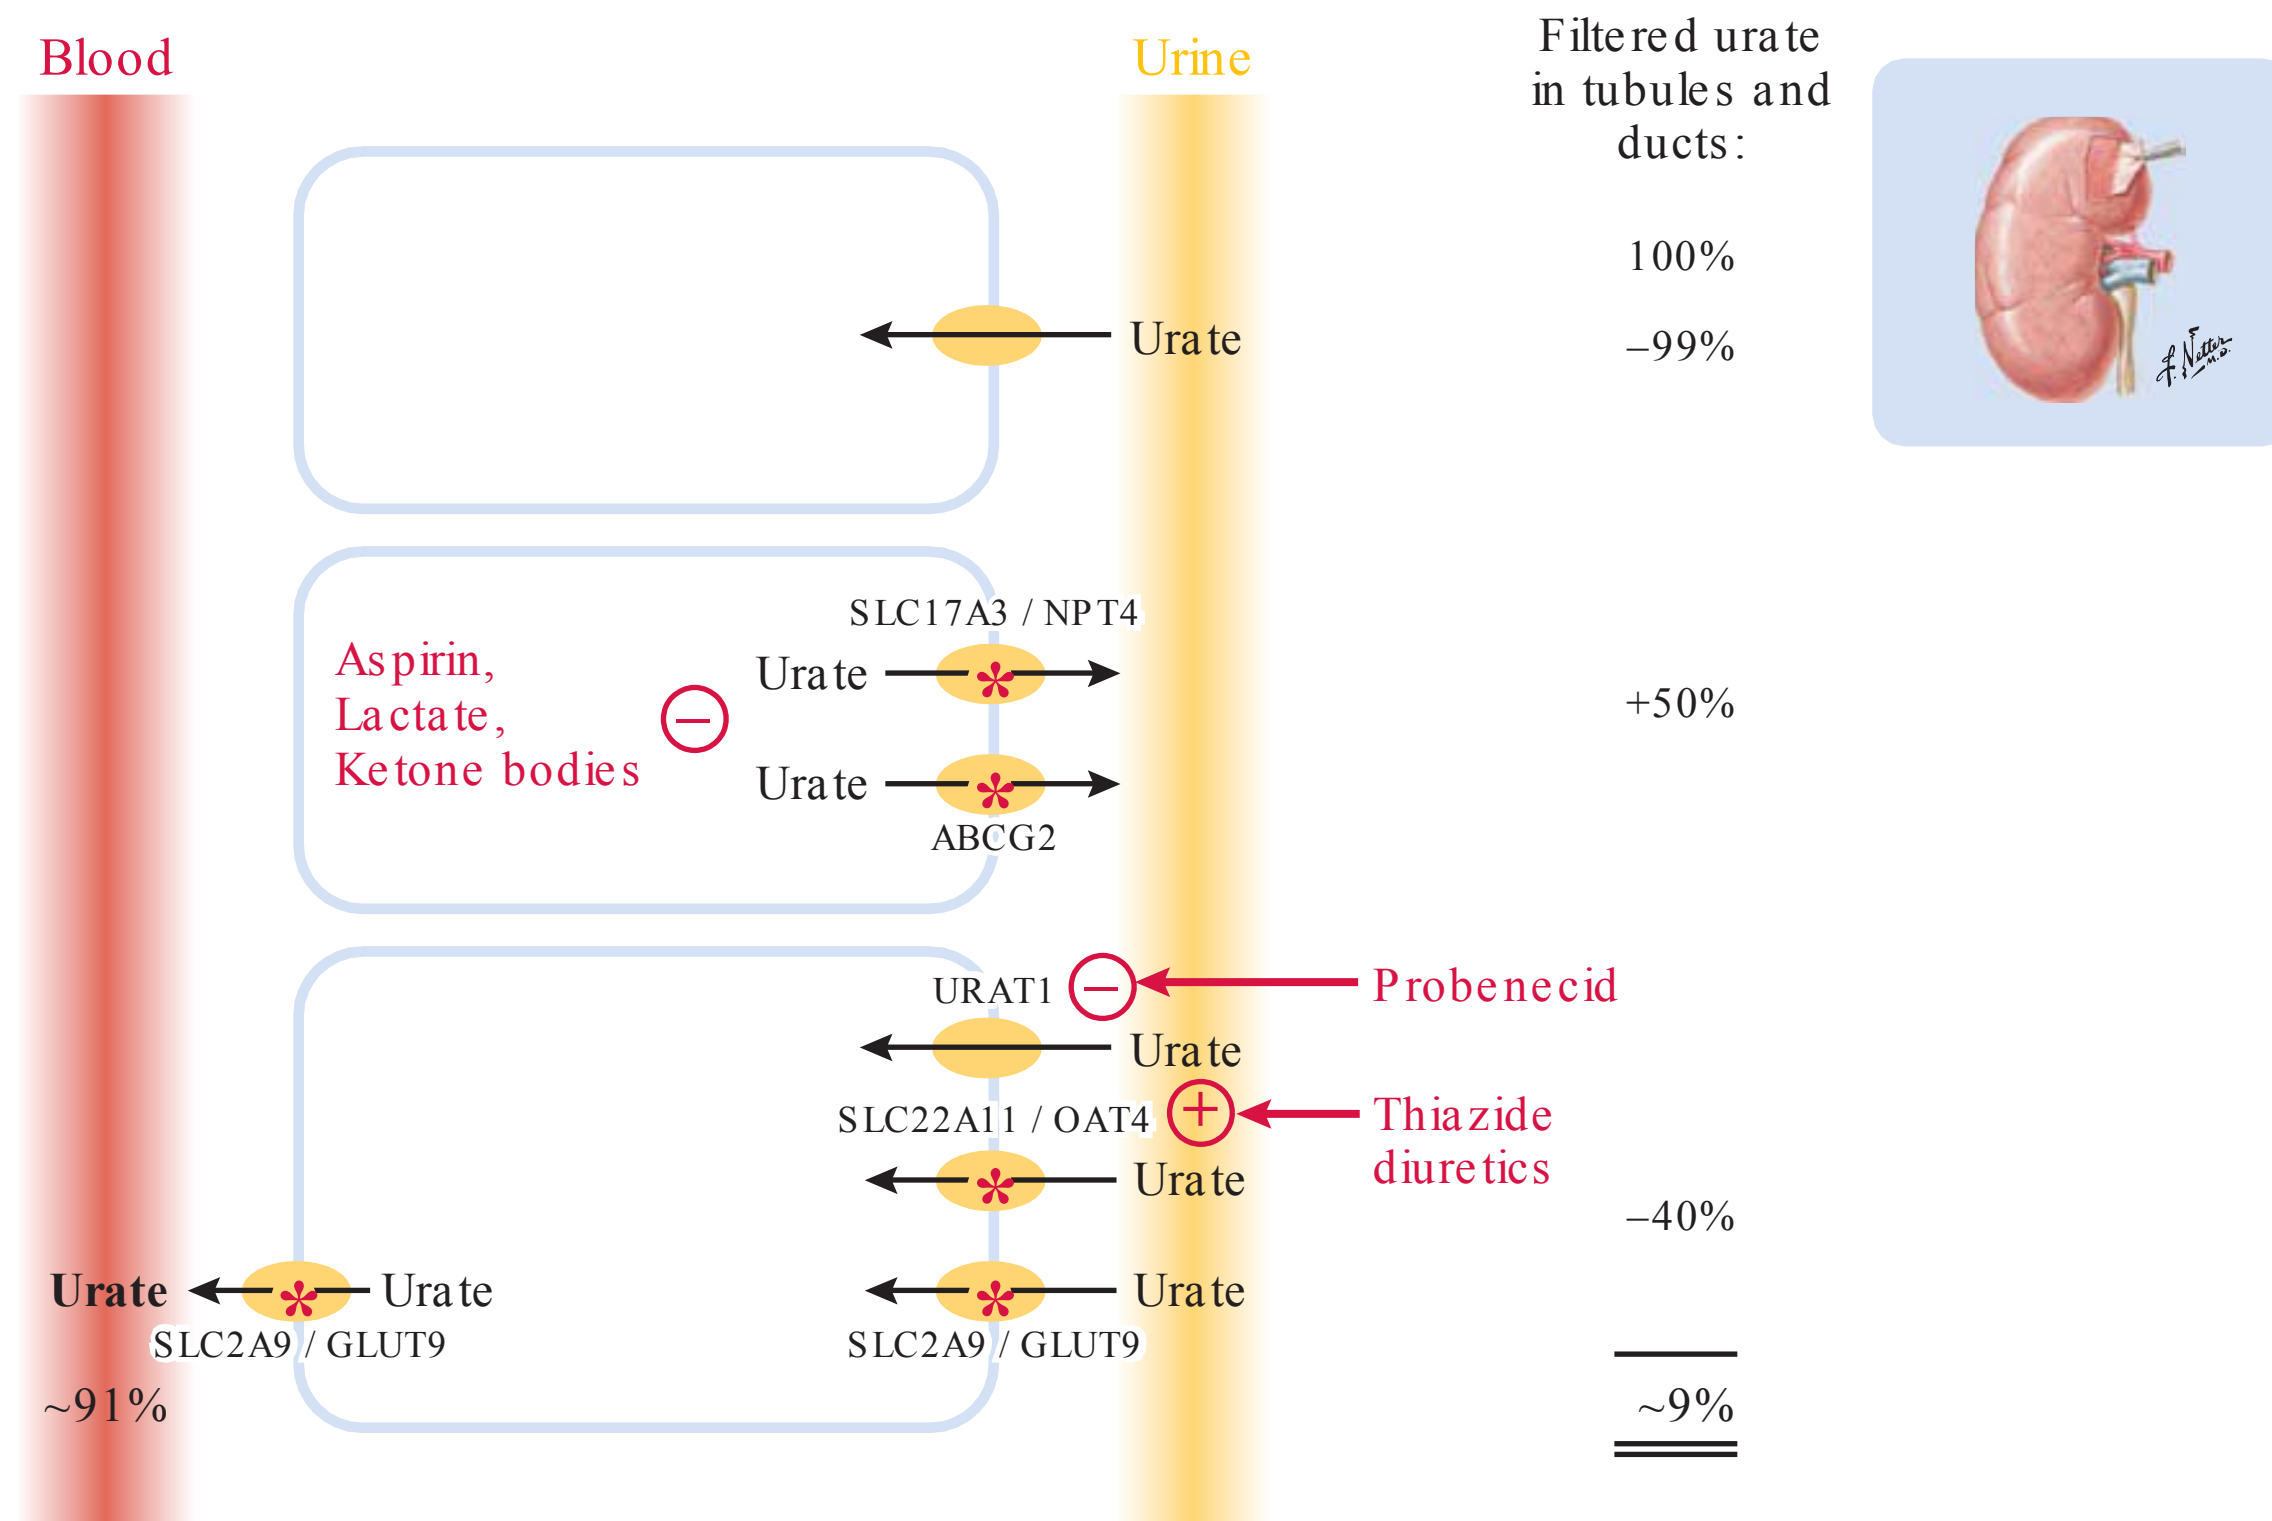 Blood
Urine
Filtered urate
in tubules and
ducts:
100%
Urate
–99%
F. Netter
M.D.
SLC17A3 / NPT4
Aspirin,
Lactate,
Ketone bodies
–
Urate
*
+50%
Urate
*
ABCG2
URAT1
–
Probenecid
Urate
SLC22A11 / OAT4
+
Thiazide
diuretics
*
Urate
–40%
Urate
*
Urate
*
Urate
SLC2A9 / GLUT9
SLC2A9 / GLUT9
~91%
~9%